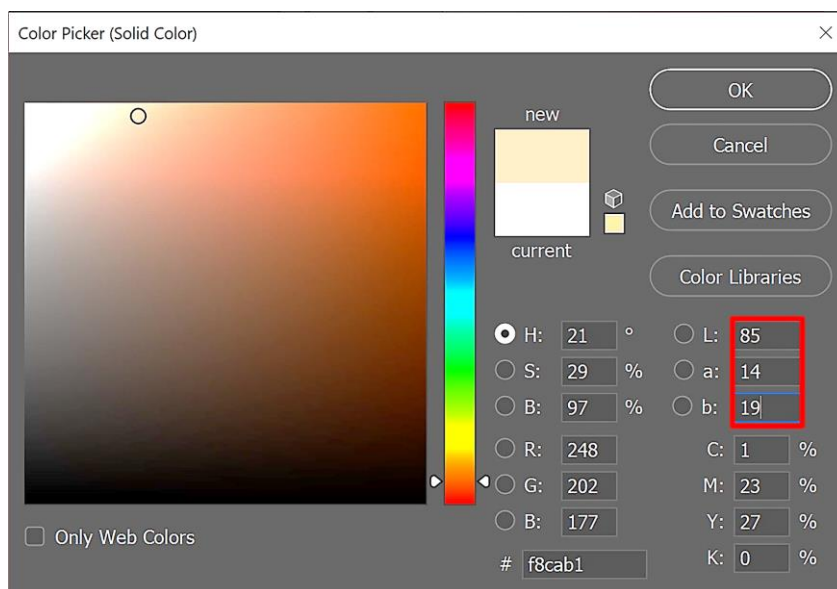 Color Picker (Solid Color)
new
current
OK
Cancel
Add to Swatches
Color Libraries
H: 21 ° L: 85
S: 29 % a: 14
B: 97 % b: 19
R: 248 C: 1 %
G: 202 M: 23 %
B: 177 Y: 27 %
# f8cab1 K: 0 %
Only Web Colors